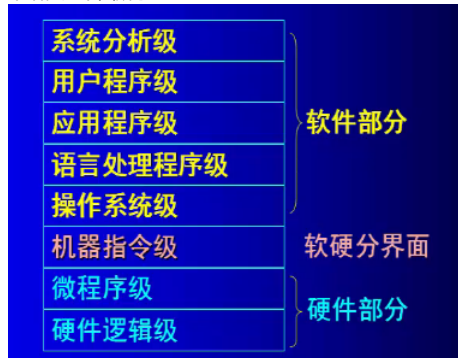 系统分析级
用户程序级
应用程序级
软件部分
语言处理程序级
操作系统级
机器指令级
软硬分界面
微程序级
硬件部分
硬件逻辑级